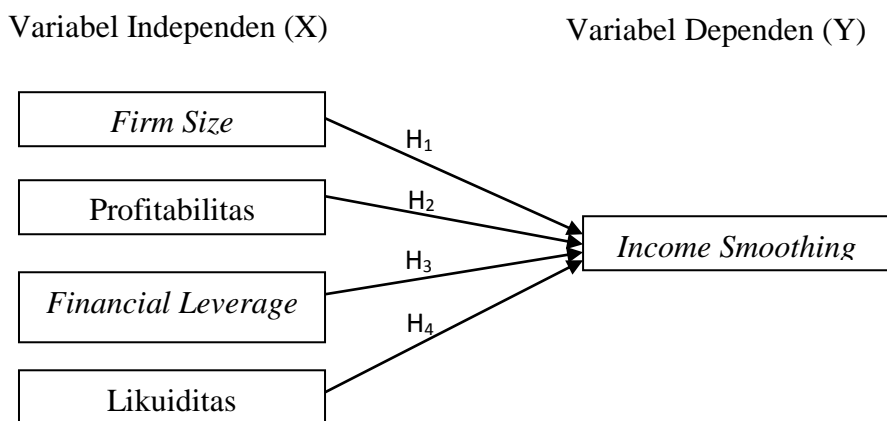 Variabel Independen (X)
Variabel Dependen (Y)
Firm Size
H₁
Profitabilitas
H₂
Income Smoothing
H₃
Financial Leverage
H₄
Likuiditas